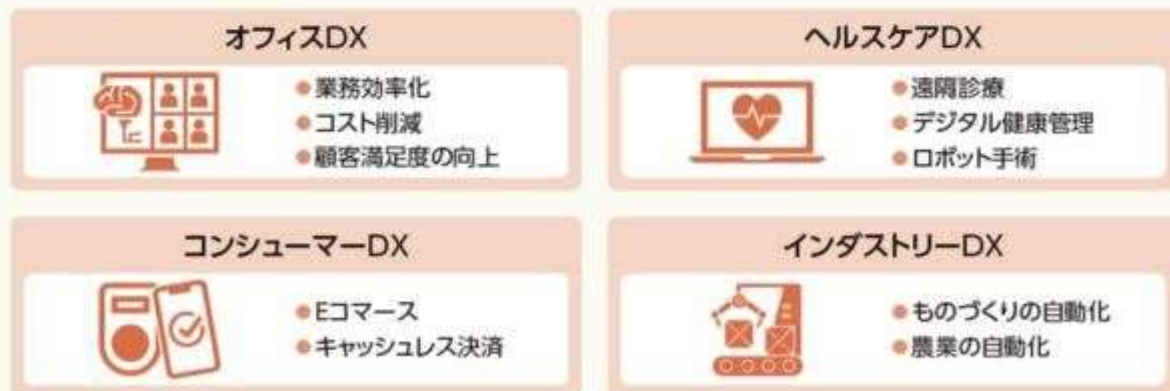 オフィスDX
●業務効率化
●コスト削減
●顧客満足度の向上
ヘルスケアDX
●遠隔診療
●デジタル健康管理
●ロボット手術
コンシューマーDX
●Eコマース
●キャッシュレス決済
インダストリーDX
●ものづくりの自動化
●農業の自動化